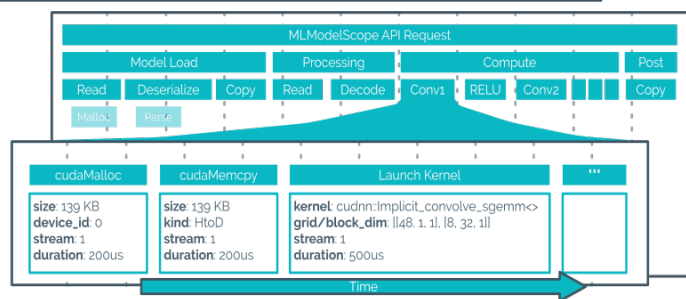 MLModelScope API Request
Model Load Processing Compute Post
Read Deserialize Copy Read Decode Conv1 RELU Conv2 Copy
Malloc Parse
cudaMalloc cudaMemcpy Launch Kernel ...
size: 139 KB
device_id: 0
stream: 1
duration: 200us
size: 139 KB
kind: HtoD
stream: 1
duration: 200us
kernel: cudnn::Implicit_convolve_sgemm<>
grid/block_dim: [[48. 1, 1], [8, 32, 1]]
stream: 1
duration: 500us
Time